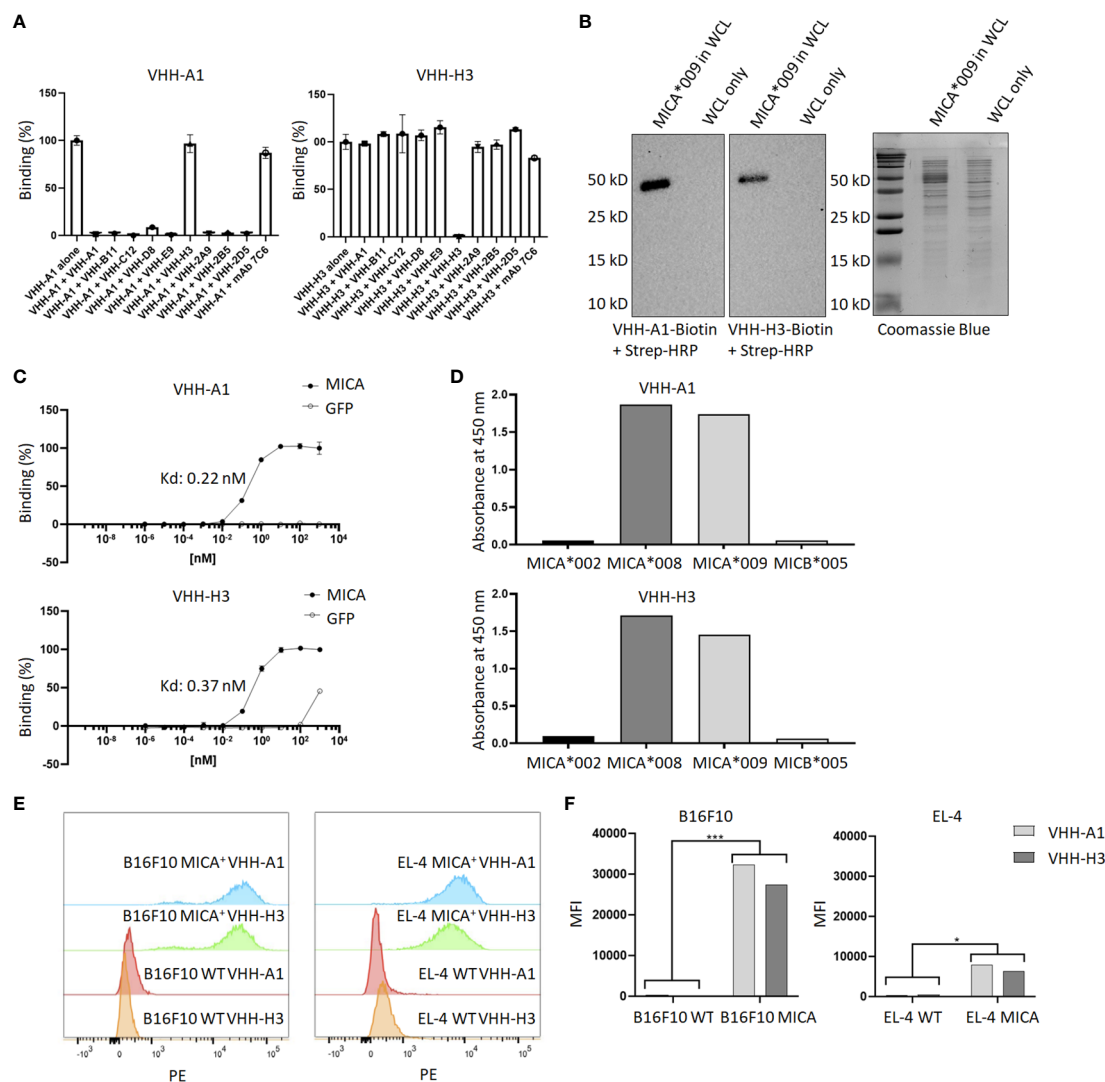 A
VHH-A1
Binding (%)
150
100
50
0
VHH-A1 alone
VHH-A1 + VHH-A1
VHH-A1 + VHH-B11
VHH-A1 + VHH-C12
VHH-A1 + VHH-D8
VHH-A1 + VHH-E9
VHH-A1 + VHH-H3
VHH-A1 + VHH-2A9
VHH-A1 + VHH-2B5
VHH-A1 + VHH-2D5
VHH-A1 + mAb 7C6
VHH-H3
Binding (%)
150
100
50
0
VHH-H3 alone
VHH-H3 + VHH-A1
VHH-H3 + VHH-B11
VHH-H3 + VHH-C12
VHH-H3 + VHH-D8
VHH-H3 + VHH-E9
VHH-H3 + VHH-H3
VHH-H3 + VHH-2A9
VHH-H3 + VHH-2B5
VHH-H3 + VHH-2D5
VHH-H3 + mAb 7C6
B
MICA*009 in WCL
WCL only
MICA*009 in WCL
WCL only
MICA*009 in WCL
WCL only
50 kD
25 kD
15 kD
10 kD
50 kD
25 kD
15 kD
10 kD
VHH-A1-Biotin
+ Strep-HRP
VHH-H3-Biotin
+ Strep-HRP
Coomassie Blue
C
VHH-A1
MICA
GFP
Binding (%)
150
100
50
0
-50
Kd: 0.22 nM
10-8 10-6 10-4 10-2 100 102 104
[nM]
VHH-H3
MICA
GFP
Binding (%)
150
100
50
0
-50
Kd: 0.37 nM
10-8 10-6 10-4 10-2 100 102 104
[nM]
D
VHH-A1
Absorbance at 450 nm
2.0
1.5
1.0
0.5
0.0
MICA*002 MICA*008 MICA*009 MICB*005
VHH-H3
Absorbance at 450 nm
2.0
1.5
1.0
0.5
0.0
MICA*002 MICA*008 MICA*009 MICB*005
E
B16F10 MICA+ VHH-A1
B16F10 MICA+ VHH-H3
B16F10 WT VHH-A1
B16F10 WT VHH-H3
-103 0 103 104 105
PE
EL-4 MICA+ VHH-A1
EL-4 MICA+ VHH-H3
EL-4 WT VHH-A1
EL-4 WT VHH-H3
-103 0 103 104 105
PE
F
B16F10
MFI
40000
30000
20000
10000
0
***
B16F10 WT B16F10 MICA
EL-4
MFI
40000
30000
20000
10000
0
*
EL-4 WT EL-4 MICA
VHH-A1
VHH-H3